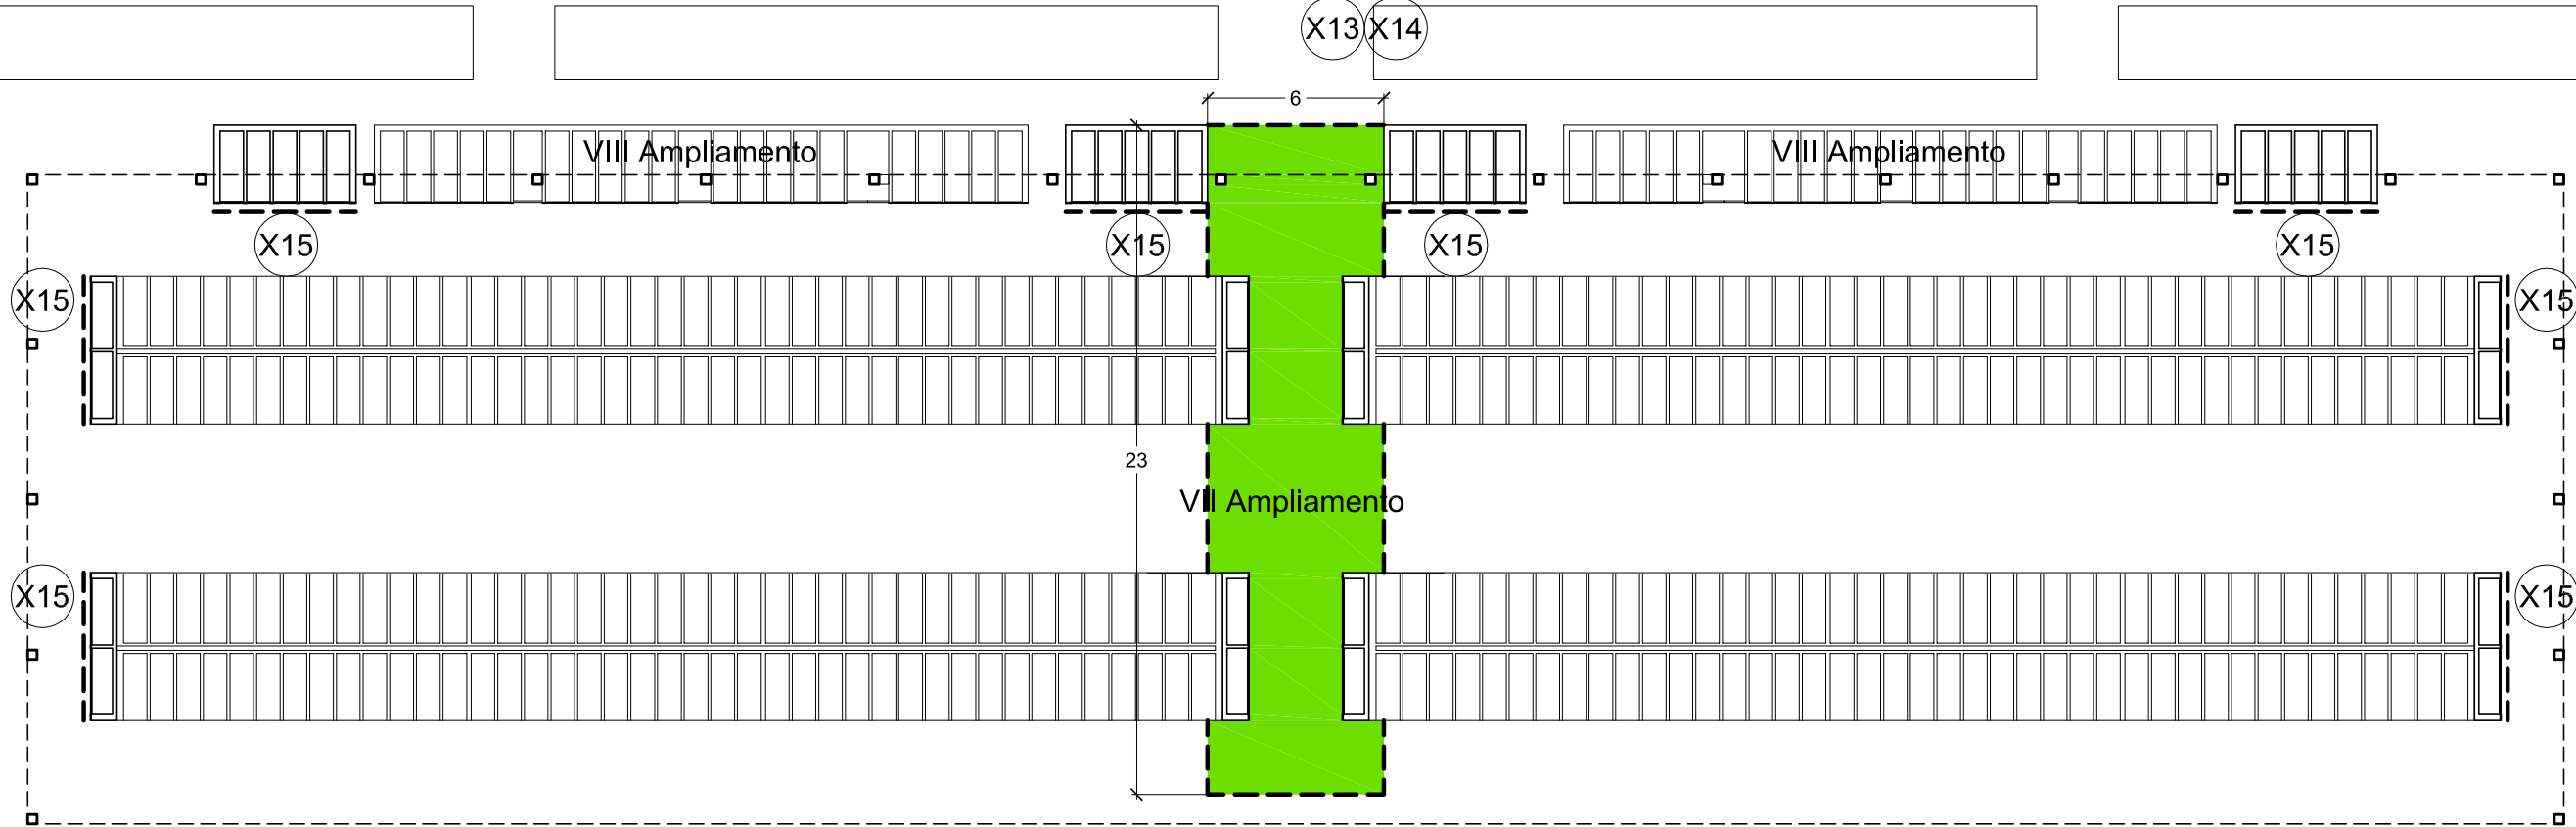 X13 X14
6
VIII Ampliamento VIII Ampliamento
X15 X15 X15 X15
X15 X15
23
VII Ampliamento
X15 X15